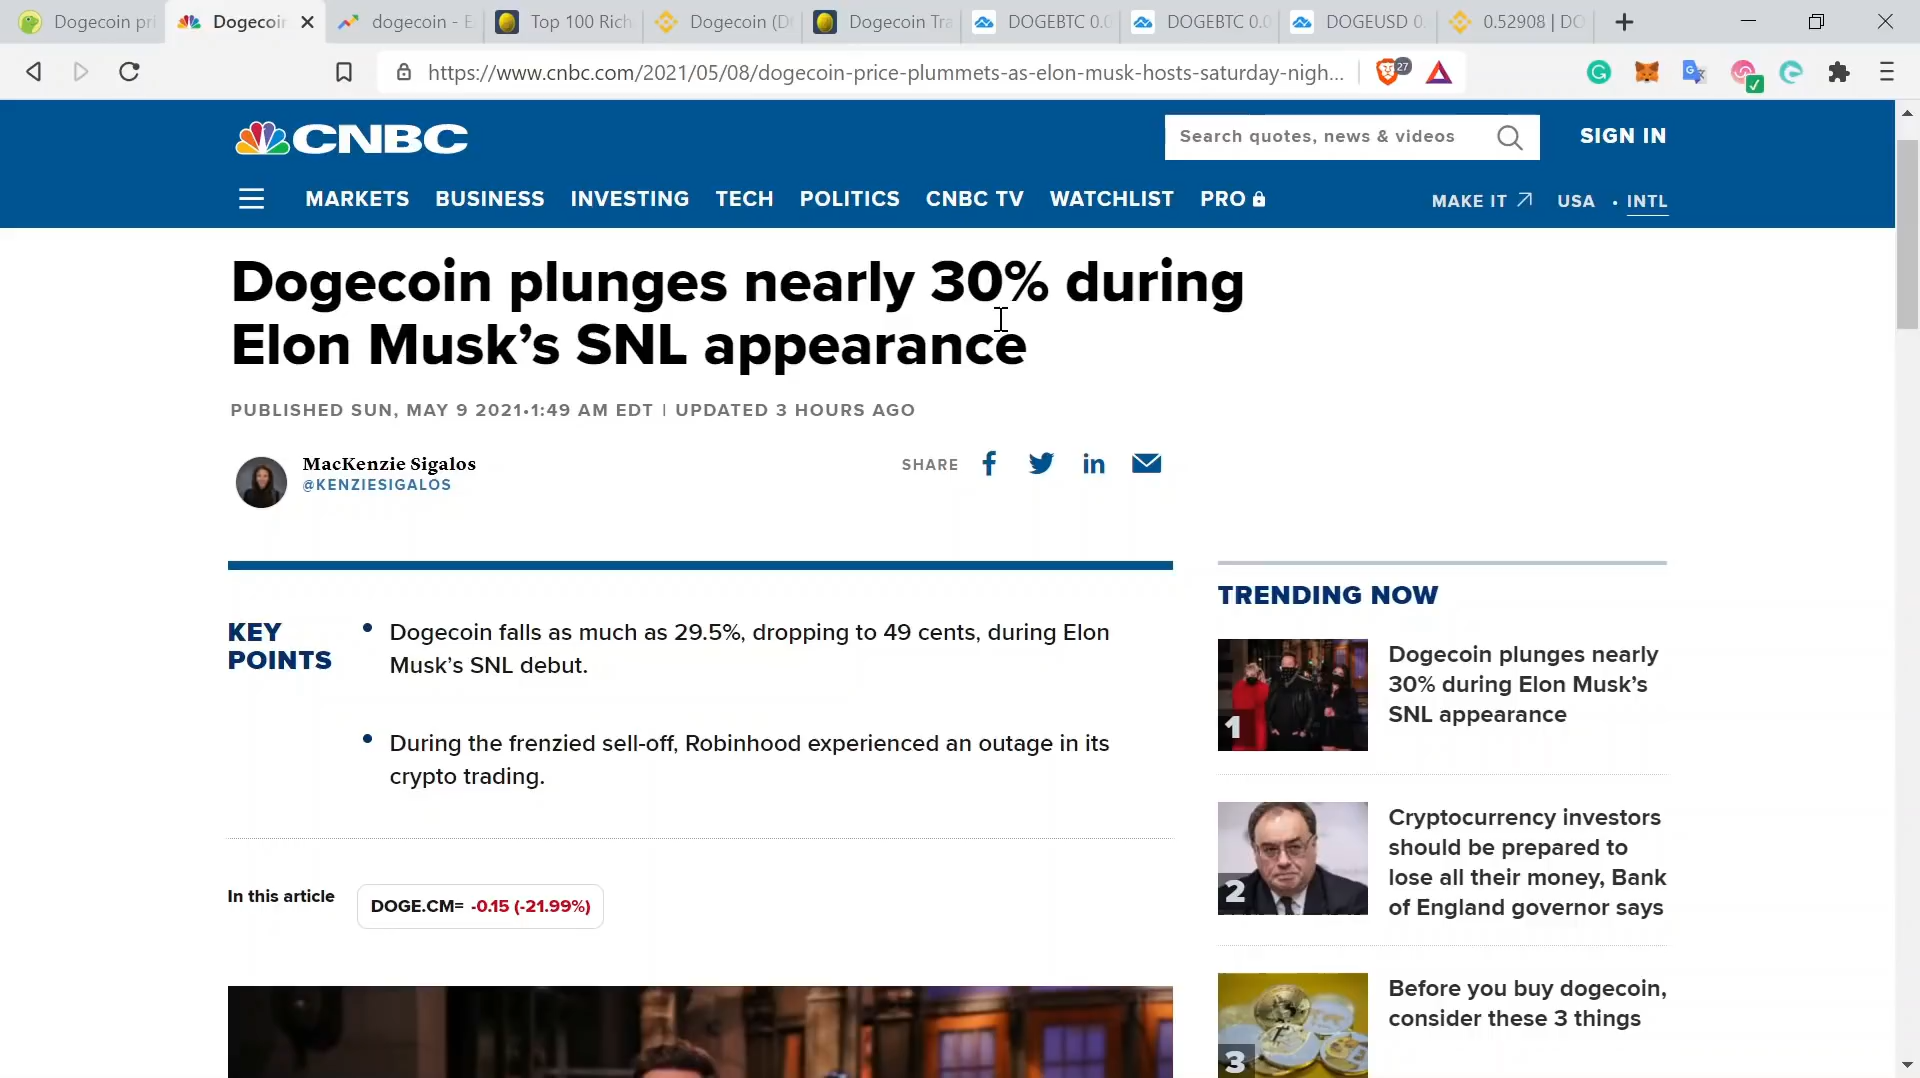 Dogecoin pri
Dogecoin
dogecoin - E
Top 100 Rich
Dogecoin (D
Dogecoin Tra
DOGEBTC 0.0
DOGEBTC 0.0
DOGEUSD 0.
0.52908 | DO
https://www.cnbc.com/2021/05/08/dogecoin-price-plummets-as-elon-musk-hosts-saturday-nigh...
27
CNBC
Search quotes, news & videos
SIGN IN
MARKETS BUSINESS INVESTING TECH POLITICS CNBC TV WATCHLIST PRO
MAKE IT USA • INTL
Dogecoin plunges nearly 30% during
Elon Musk’s SNL appearance
PUBLISHED SUN, MAY 9 2021•1:49 AM EDT | UPDATED 3 HOURS AGO
MacKenzie Sigalos
@KENZIESIGALOS
SHARE
KEY
POINTS
• Dogecoin falls as much as 29.5%, dropping to 49 cents, during Elon
Musk’s SNL debut.
• During the frenzied sell-off, Robinhood experienced an outage in its
crypto trading.
In this article
DOGE.CM= -0.15 (-21.99%)
TRENDING NOW
1
Dogecoin plunges nearly
30% during Elon Musk’s
SNL appearance
2
Cryptocurrency investors
should be prepared to
lose all their money, Bank
of England governor says
3
Before you buy dogecoin,
consider these 3 things